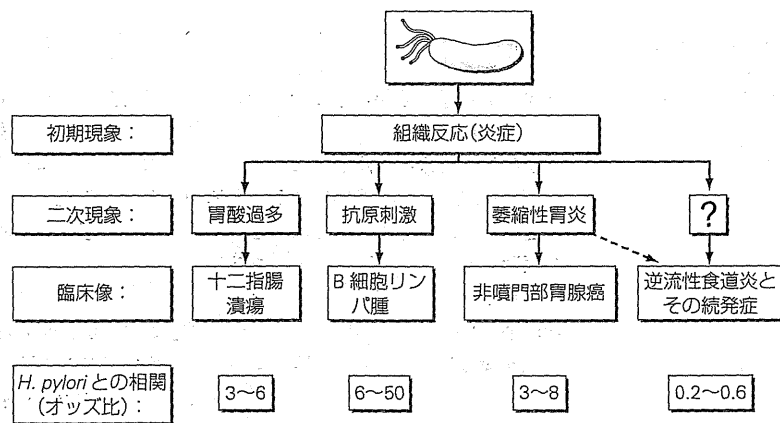 初期現象：
組織反応(炎症)
二次現象：
胃酸過多
抗原刺激
萎縮性胃炎
?
臨床像：
十二指腸
潰瘍
B 細胞リン
パ腫
非噴門部胃腺癌
逆流性食道炎と
その続発症
H. pylori との相関
(オッズ比)：
3〜6
6〜50
3〜8
0.2〜0.6